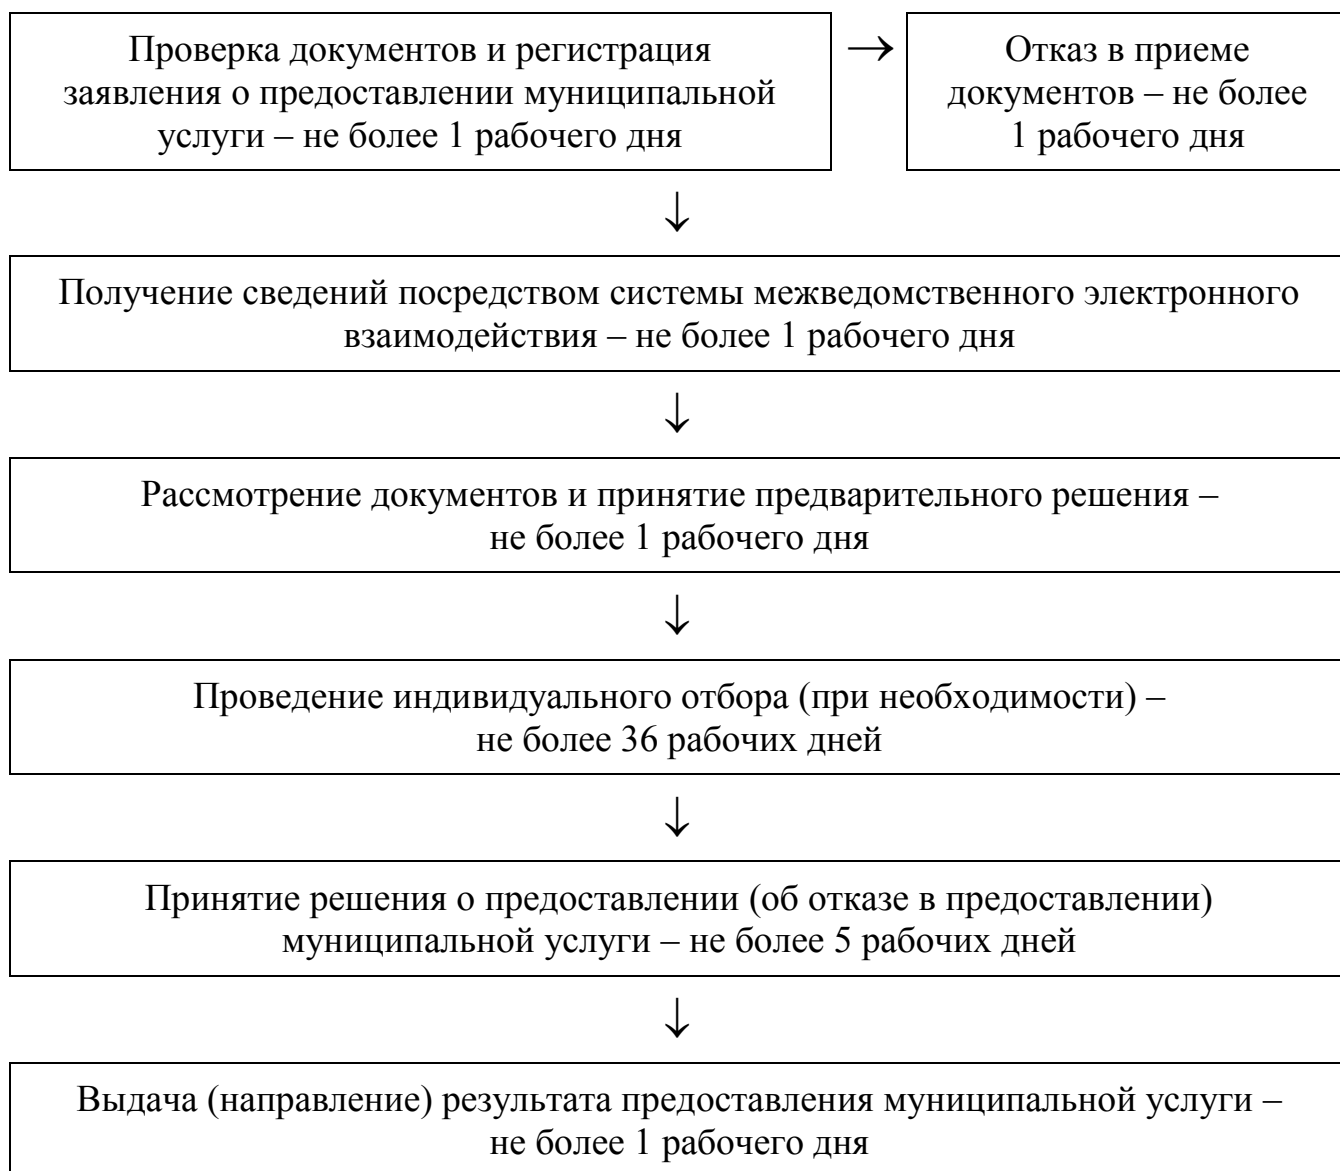 Проверка документов и регистрация
заявления о предоставлении муниципальной
услуги – не более 1 рабочего дня
→
Отказ в приеме
документов – не более
1 рабочего дня
↓
Получение сведений посредством системы межведомственного электронного
взаимодействия – не более 1 рабочего дня
↓
Рассмотрение документов и принятие предварительного решения –
не более 1 рабочего дня
↓
Проведение индивидуального отбора (при необходимости) –
не более 36 рабочих дней
↓
Принятие решения о предоставлении (об отказе в предоставлении)
муниципальной услуги – не более 5 рабочих дней
↓
Выдача (направление) результата предоставления муниципальной услуги –
не более 1 рабочего дня